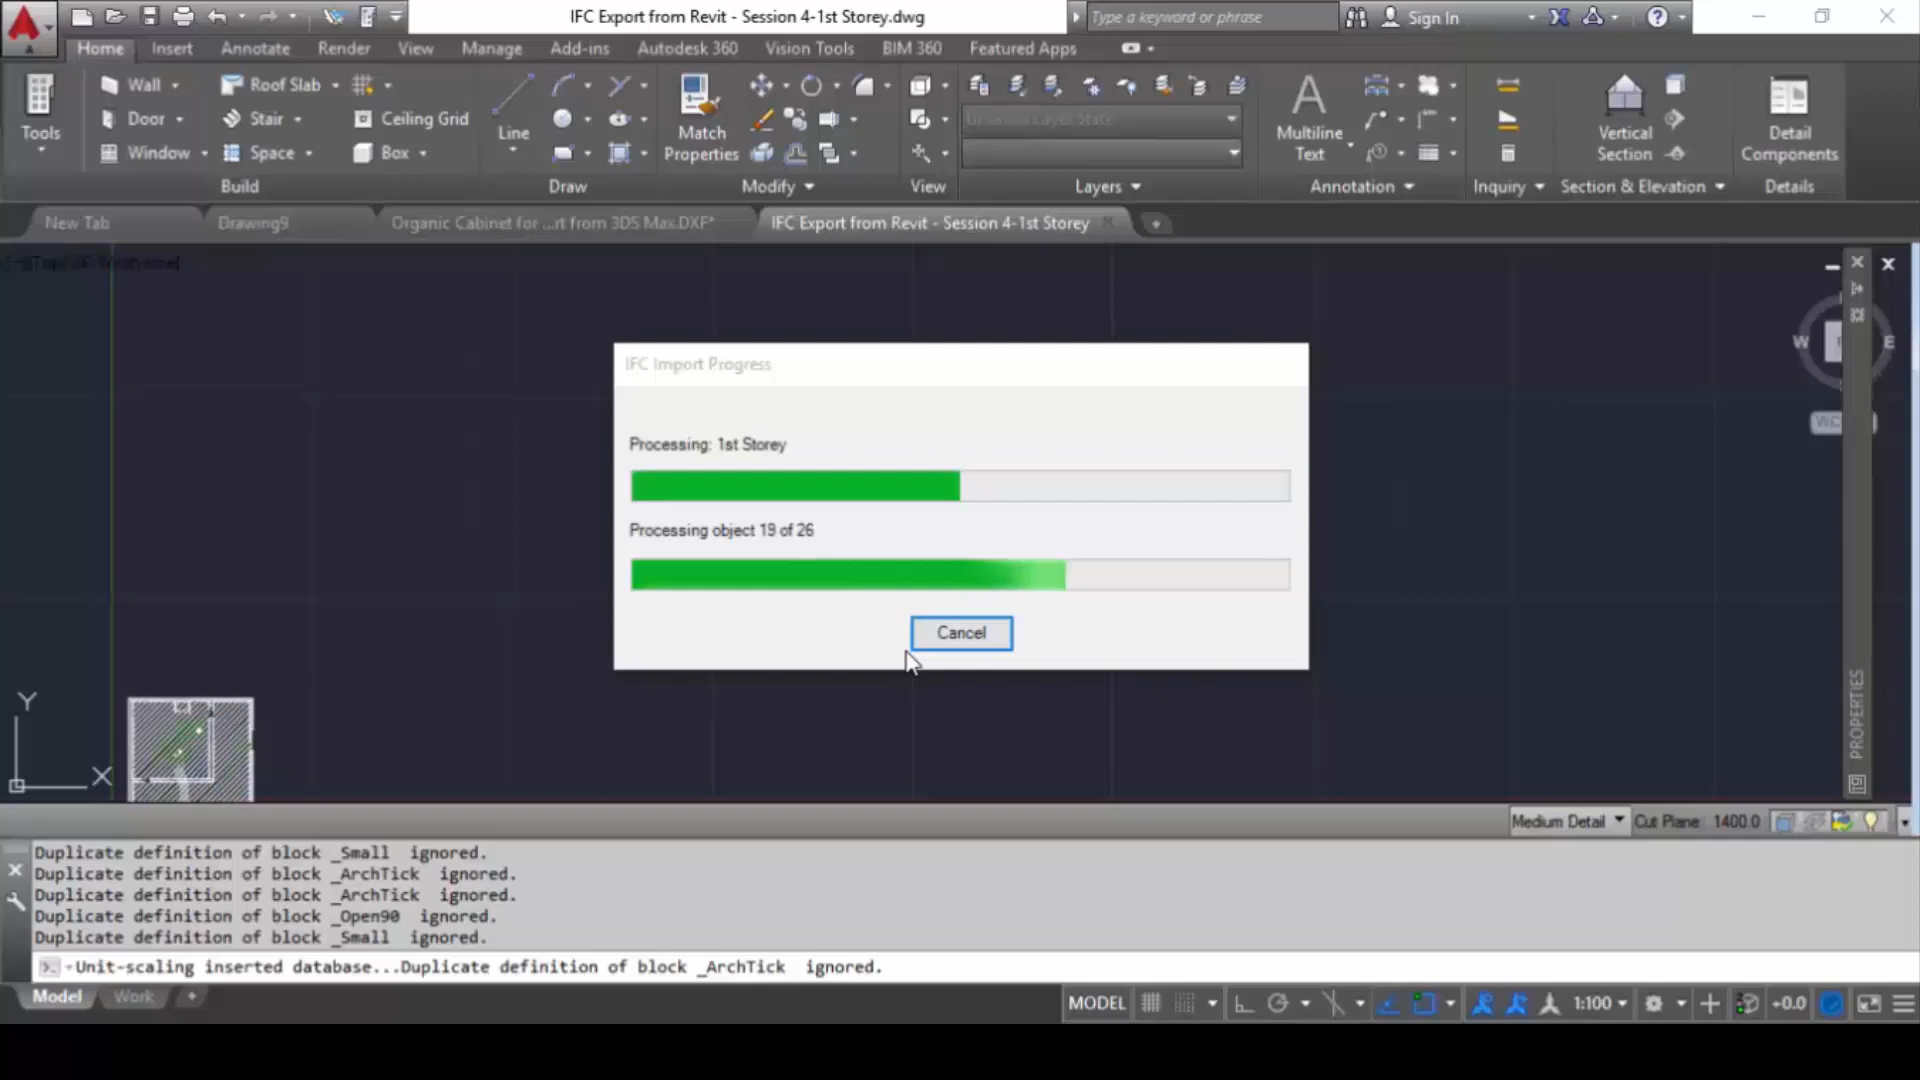 IFC Export from Revit - Session 4-1st Storey.dwg
Type a keyword or phrase
Sign In
Home Insert Annotate Render View Manage Add-ins Autodesk 360 Vision Tools BIM 360 Featured Apps
Tools
Wall
Door
Window
Roof Slab
Stair
Space
Ceiling Grid
Box
Build
Line
Draw
Match Properties
Modify
View
Unsaved Layer State
Layers
A
Multiline Text
Annotation
Inquiry
Vertical Section
Section & Elevation
Detail Components
Details
New Tab
Drawing9
Organic Cabinet for ...rt from 3DS Max.DXF*
IFC Export from Revit - Session 4-1st Storey
W
E
IFC Import Progress
Processing: 1st Storey
Processing object 19 of 26
Cancel
PROPERTIES
Y
X
Medium Detail
Cut Plane: 1400.0
Duplicate definition of block _Small ignored.
Duplicate definition of block _ArchTick ignored.
Duplicate definition of block _ArchTick ignored.
Duplicate definition of block _Open90 ignored.
Duplicate definition of block _Small ignored.
Unit-scaling inserted database...Duplicate definition of block _ArchTick ignored.
Model
Work
MODEL
1:100
+0.0